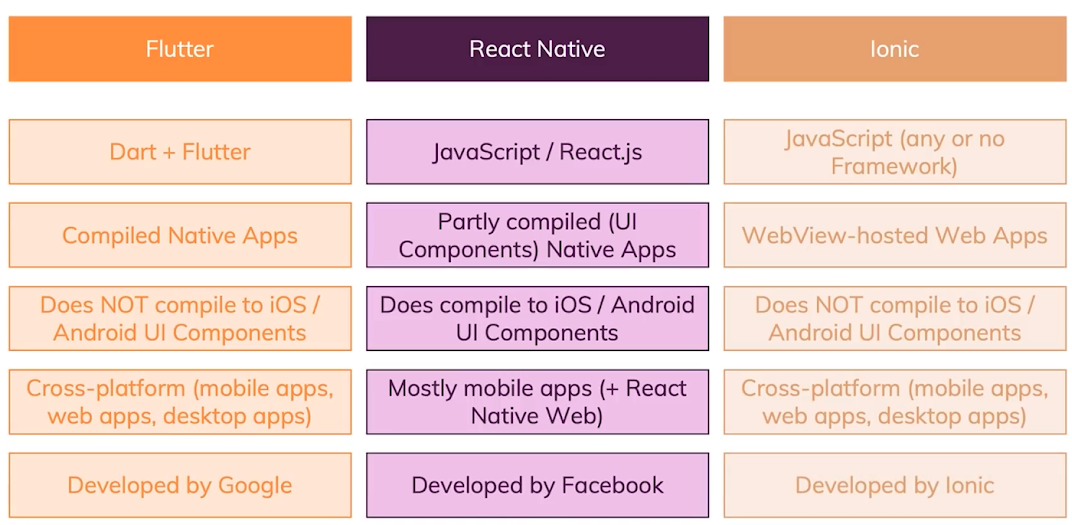 Flutter
React Native
Ionic
Dart + Flutter
JavaScript / React.js
JavaScript (any or no
Framework)
Compiled Native Apps
Partly compiled (UI
Components) Native Apps
WebView-hosted Web Apps
Does NOT compile to iOS /
Android UI Components
Does compile to iOS / Android
UI Components
Does NOT compile to iOS /
Android UI Components
Cross-platform (mobile apps,
web apps, desktop apps)
Mostly mobile apps (+ React
Native Web)
Cross-platform (mobile apps,
web apps, desktop apps)
Developed by Google
Developed by Facebook
Developed by Ionic